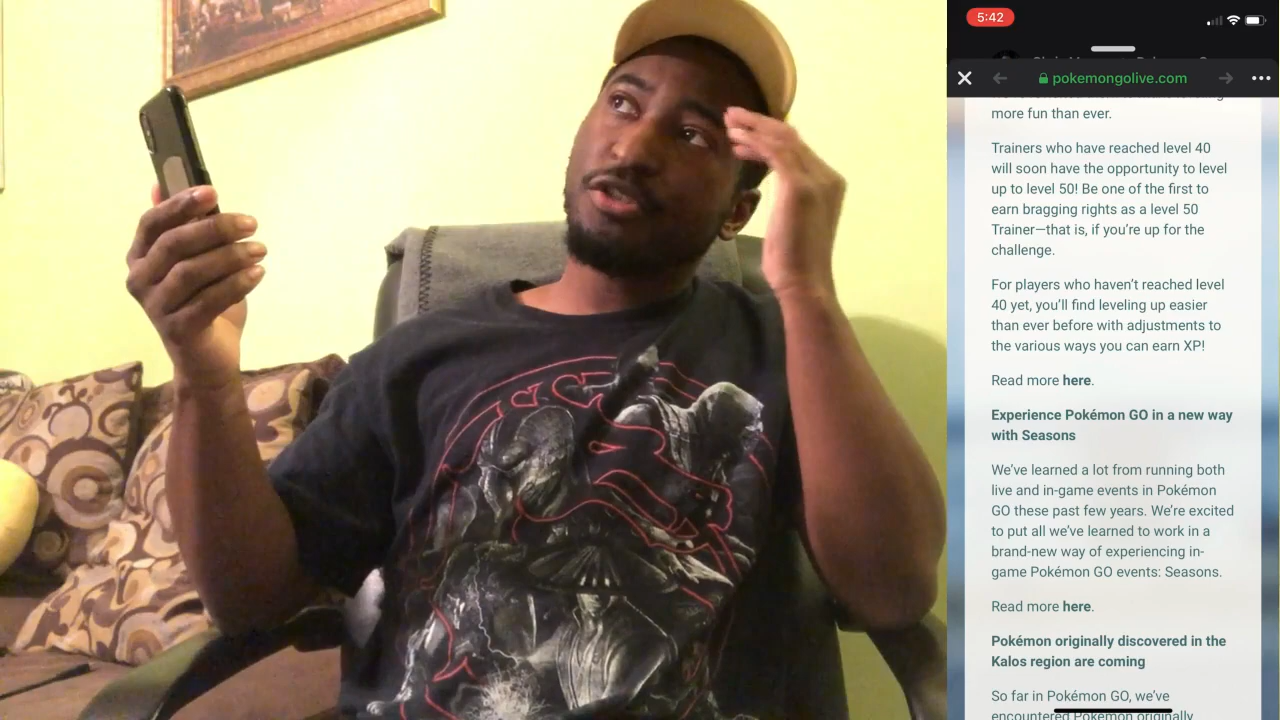 5:42
pokemongolive.com
more fun than ever.
Trainers who have reached level 40
will soon have the opportunity to level
up to level 50! Be one of the first to
earn bragging rights as a level 50
Trainer—that is, if you're up for the
challenge.
For players who haven't reached level
40 yet, you'll find leveling up easier
than ever before with adjustments to
the various ways you can earn XP!
Read more here.
Experience Pokémon GO in a new way
with Seasons
We've learned a lot from running both
live and in-game events in Pokémon
GO these past few years. We're excited
to put all we've learned to work in a
brand-new way of experiencing in-
game Pokémon GO events: Seasons.
Read more here.
Pokémon originally discovered in the
Kalos region are coming
So far in Pokémon GO, we've
encountered Pokémon originally